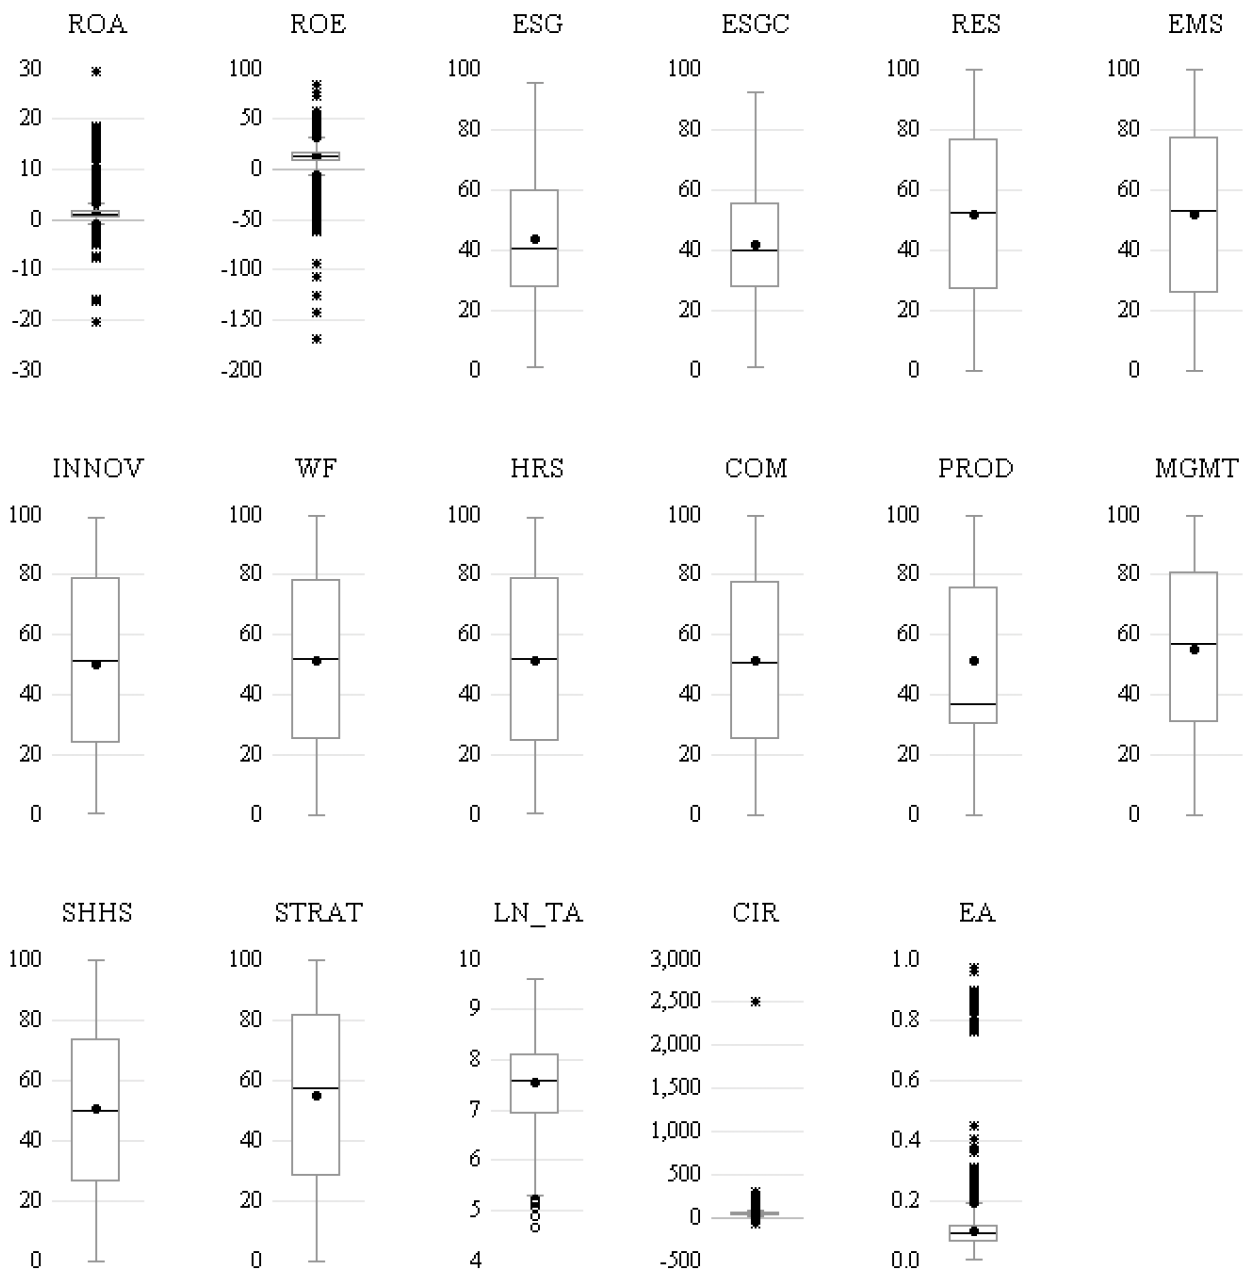 ROA ROE ESG ESGC RES EMS
30 100 100 100 100 100
20 50 80 80 80 80
10 0 60 60 60 60
0 -50 40 40 40 40
-10 -100 20 20 20 20
-20 -150 0 0 0 0
-30 -200
INNOV WF HRS COM PROD MGMT
100 100 100 100 100 100
80 80 80 80 80 80
60 60 60 60 60 60
40 40 40 40 40 40
20 20 20 20 20 20
0 0 0 0 0 0
SHHS STRAT LN_TA CIR EA
100 100 10 3,000 1.0
80 80 9 2,500 0.8
60 60 8 2,000 0.6
40 40 7 1,500 0.4
20 20 6 1,000 0.2
0 0 5 500 0.0
4 0
-500